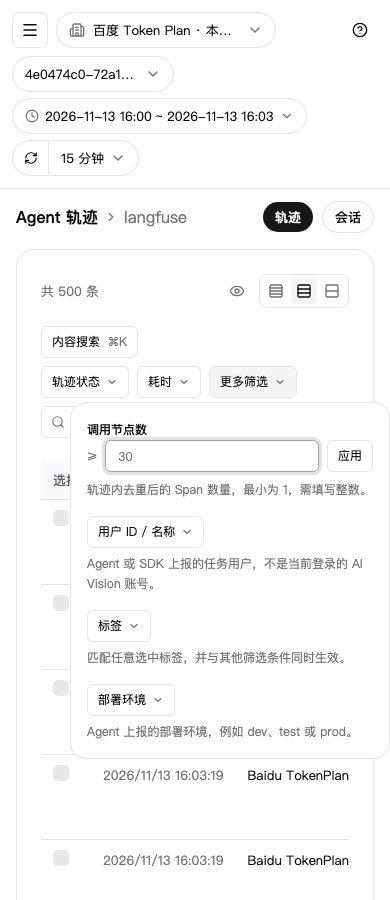 百度 Token Plan · 本...
4e0474c0-72a1...
2026-11-13 16:00 ~ 2026-11-13 16:03
15 分钟
Agent 轨迹 > langfuse
轨迹
会话
共 500 条
内容搜索 ⌘K
轨迹状态
耗时
更多筛选
调用节点数
≥ 30
应用
轨迹内去重后的 Span 数量，最小为 1，需填写整数。
用户 ID / 名称
Agent 或 SDK 上报的任务用户，不是当前登录的 AI
Vision 账号。
标签
匹配任意选中标签，并与其他筛选条件同时生效。
部署环境
Agent 上报的部署环境，例如 dev、test 或 prod。
2026/11/13 16:03:19 Baidu TokenPlan
2026/11/13 16:03:19 Baidu TokenPlan